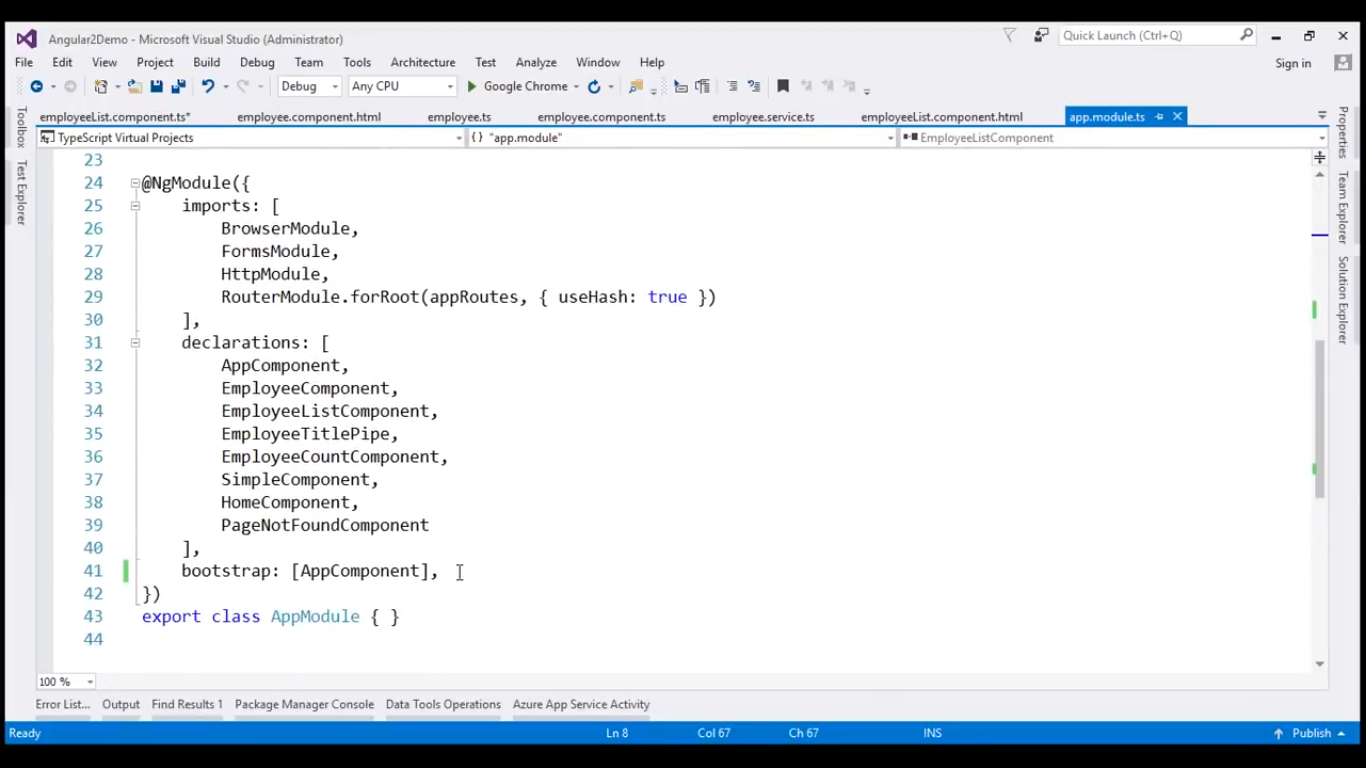 Angular2Demo - Microsoft Visual Studio (Administrator)
Quick Launch (Ctrl+Q)
File Edit View Project Build Debug Team Tools Architecture Test Analyze Window Help
Sign in
Debug Any CPU Google Chrome
employeeList.component.ts* employee.component.html employee.ts employee.component.ts employee.service.ts employeeList.component.html app.module.ts
TypeScript Virtual Projects {} "app.module" EmployeeListComponent
Toolbox
Test Explorer
Properties
Team Explorer
Solution Explorer
23
24 @NgModule({
25 imports: [
26 BrowserModule,
27 FormsModule,
28 HttpModule,
29 RouterModule.forRoot(appRoutes, { useHash: true })
30 ],
31 declarations: [
32 AppComponent,
33 EmployeeComponent,
34 EmployeeListComponent,
35 EmployeeTitlePipe,
36 EmployeeCountComponent,
37 SimpleComponent,
38 HomeComponent,
39 PageNotFoundComponent
40 ],
41 bootstrap: [AppComponent],
42 })
43 export class AppModule { }
44
100 %
Error List... Output Find Results 1 Package Manager Console Data Tools Operations Azure App Service Activity
Ready Ln 8 Col 67 Ch 67 INS Publish